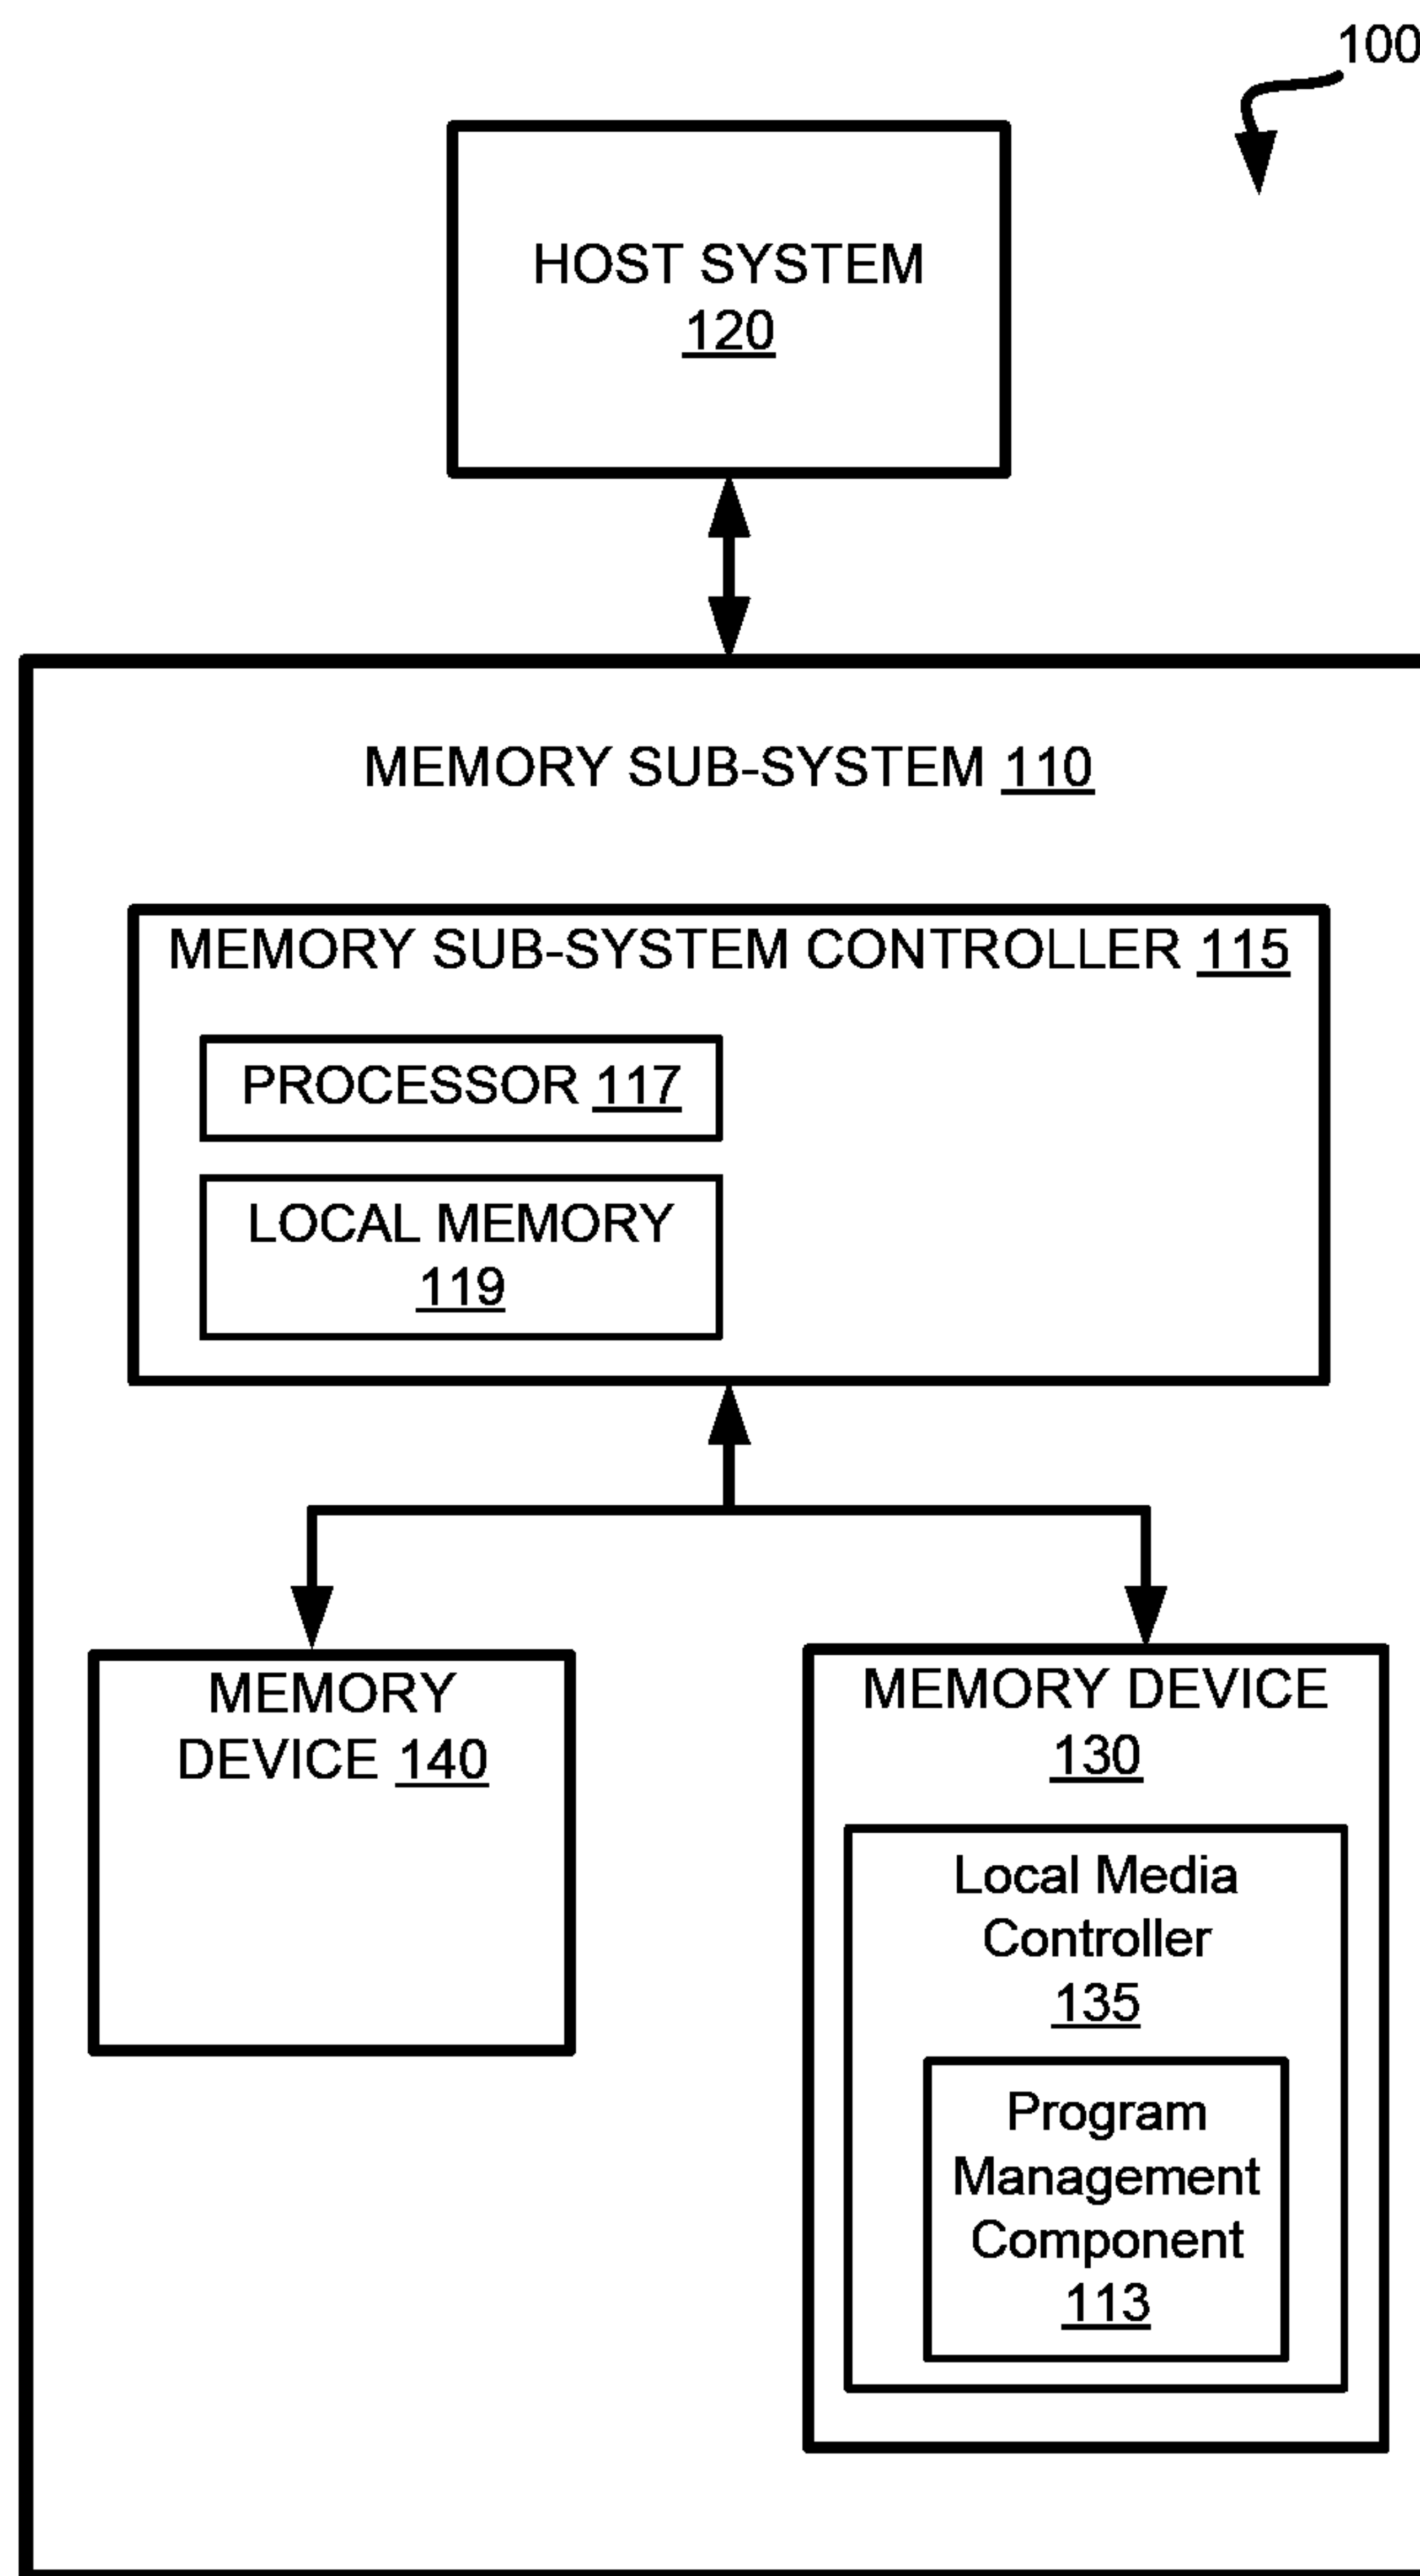 100
HOST SYSTEM
120
MEMORY SUB-SYSTEM 110
MEMORY SUB-SYSTEM CONTROLLER 115
PROCESSOR 117
LOCAL MEMORY
119
MEMORY
DEVICE 140
MEMORY DEVICE
130
Local Media
Controller
135
Program
Management
Component
113